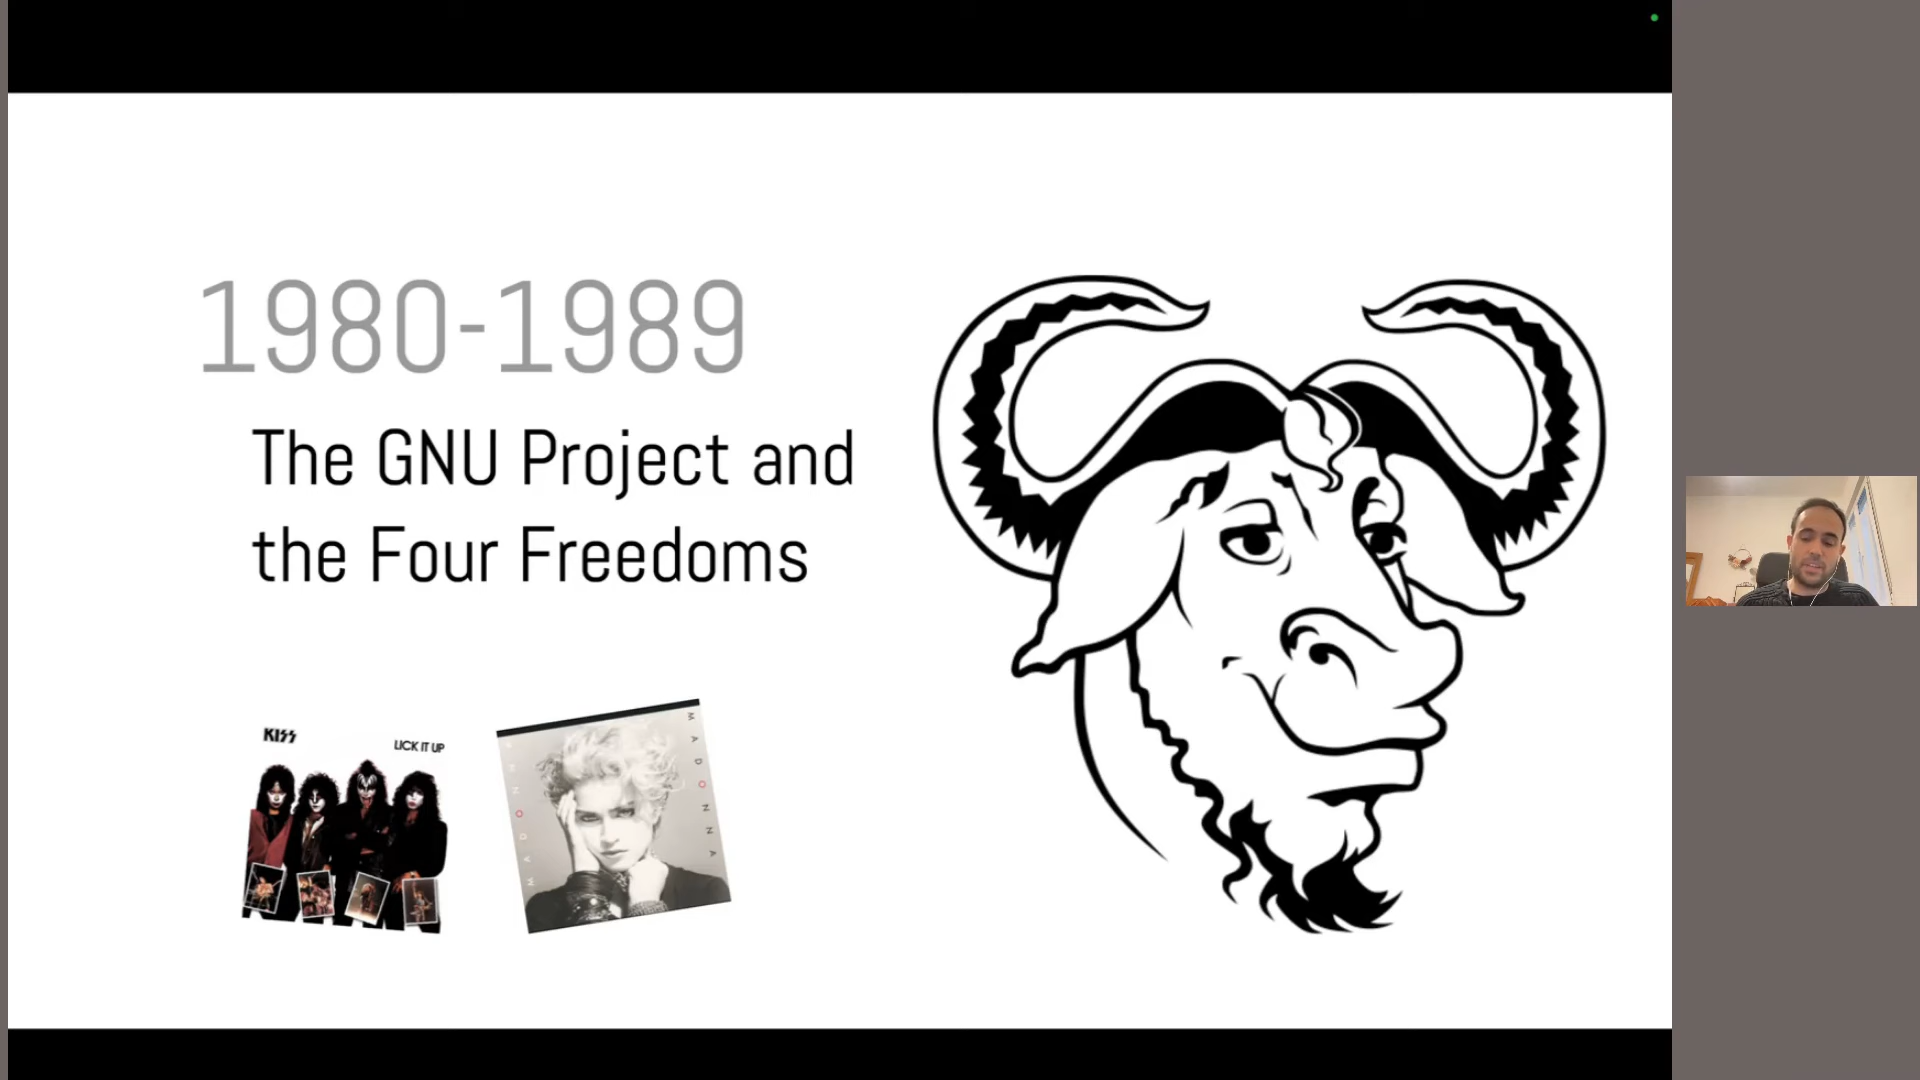 1980-1989
The GNU Project and
the Four Freedoms
KISS
LICK IT UP
MADONNA
MADONNA